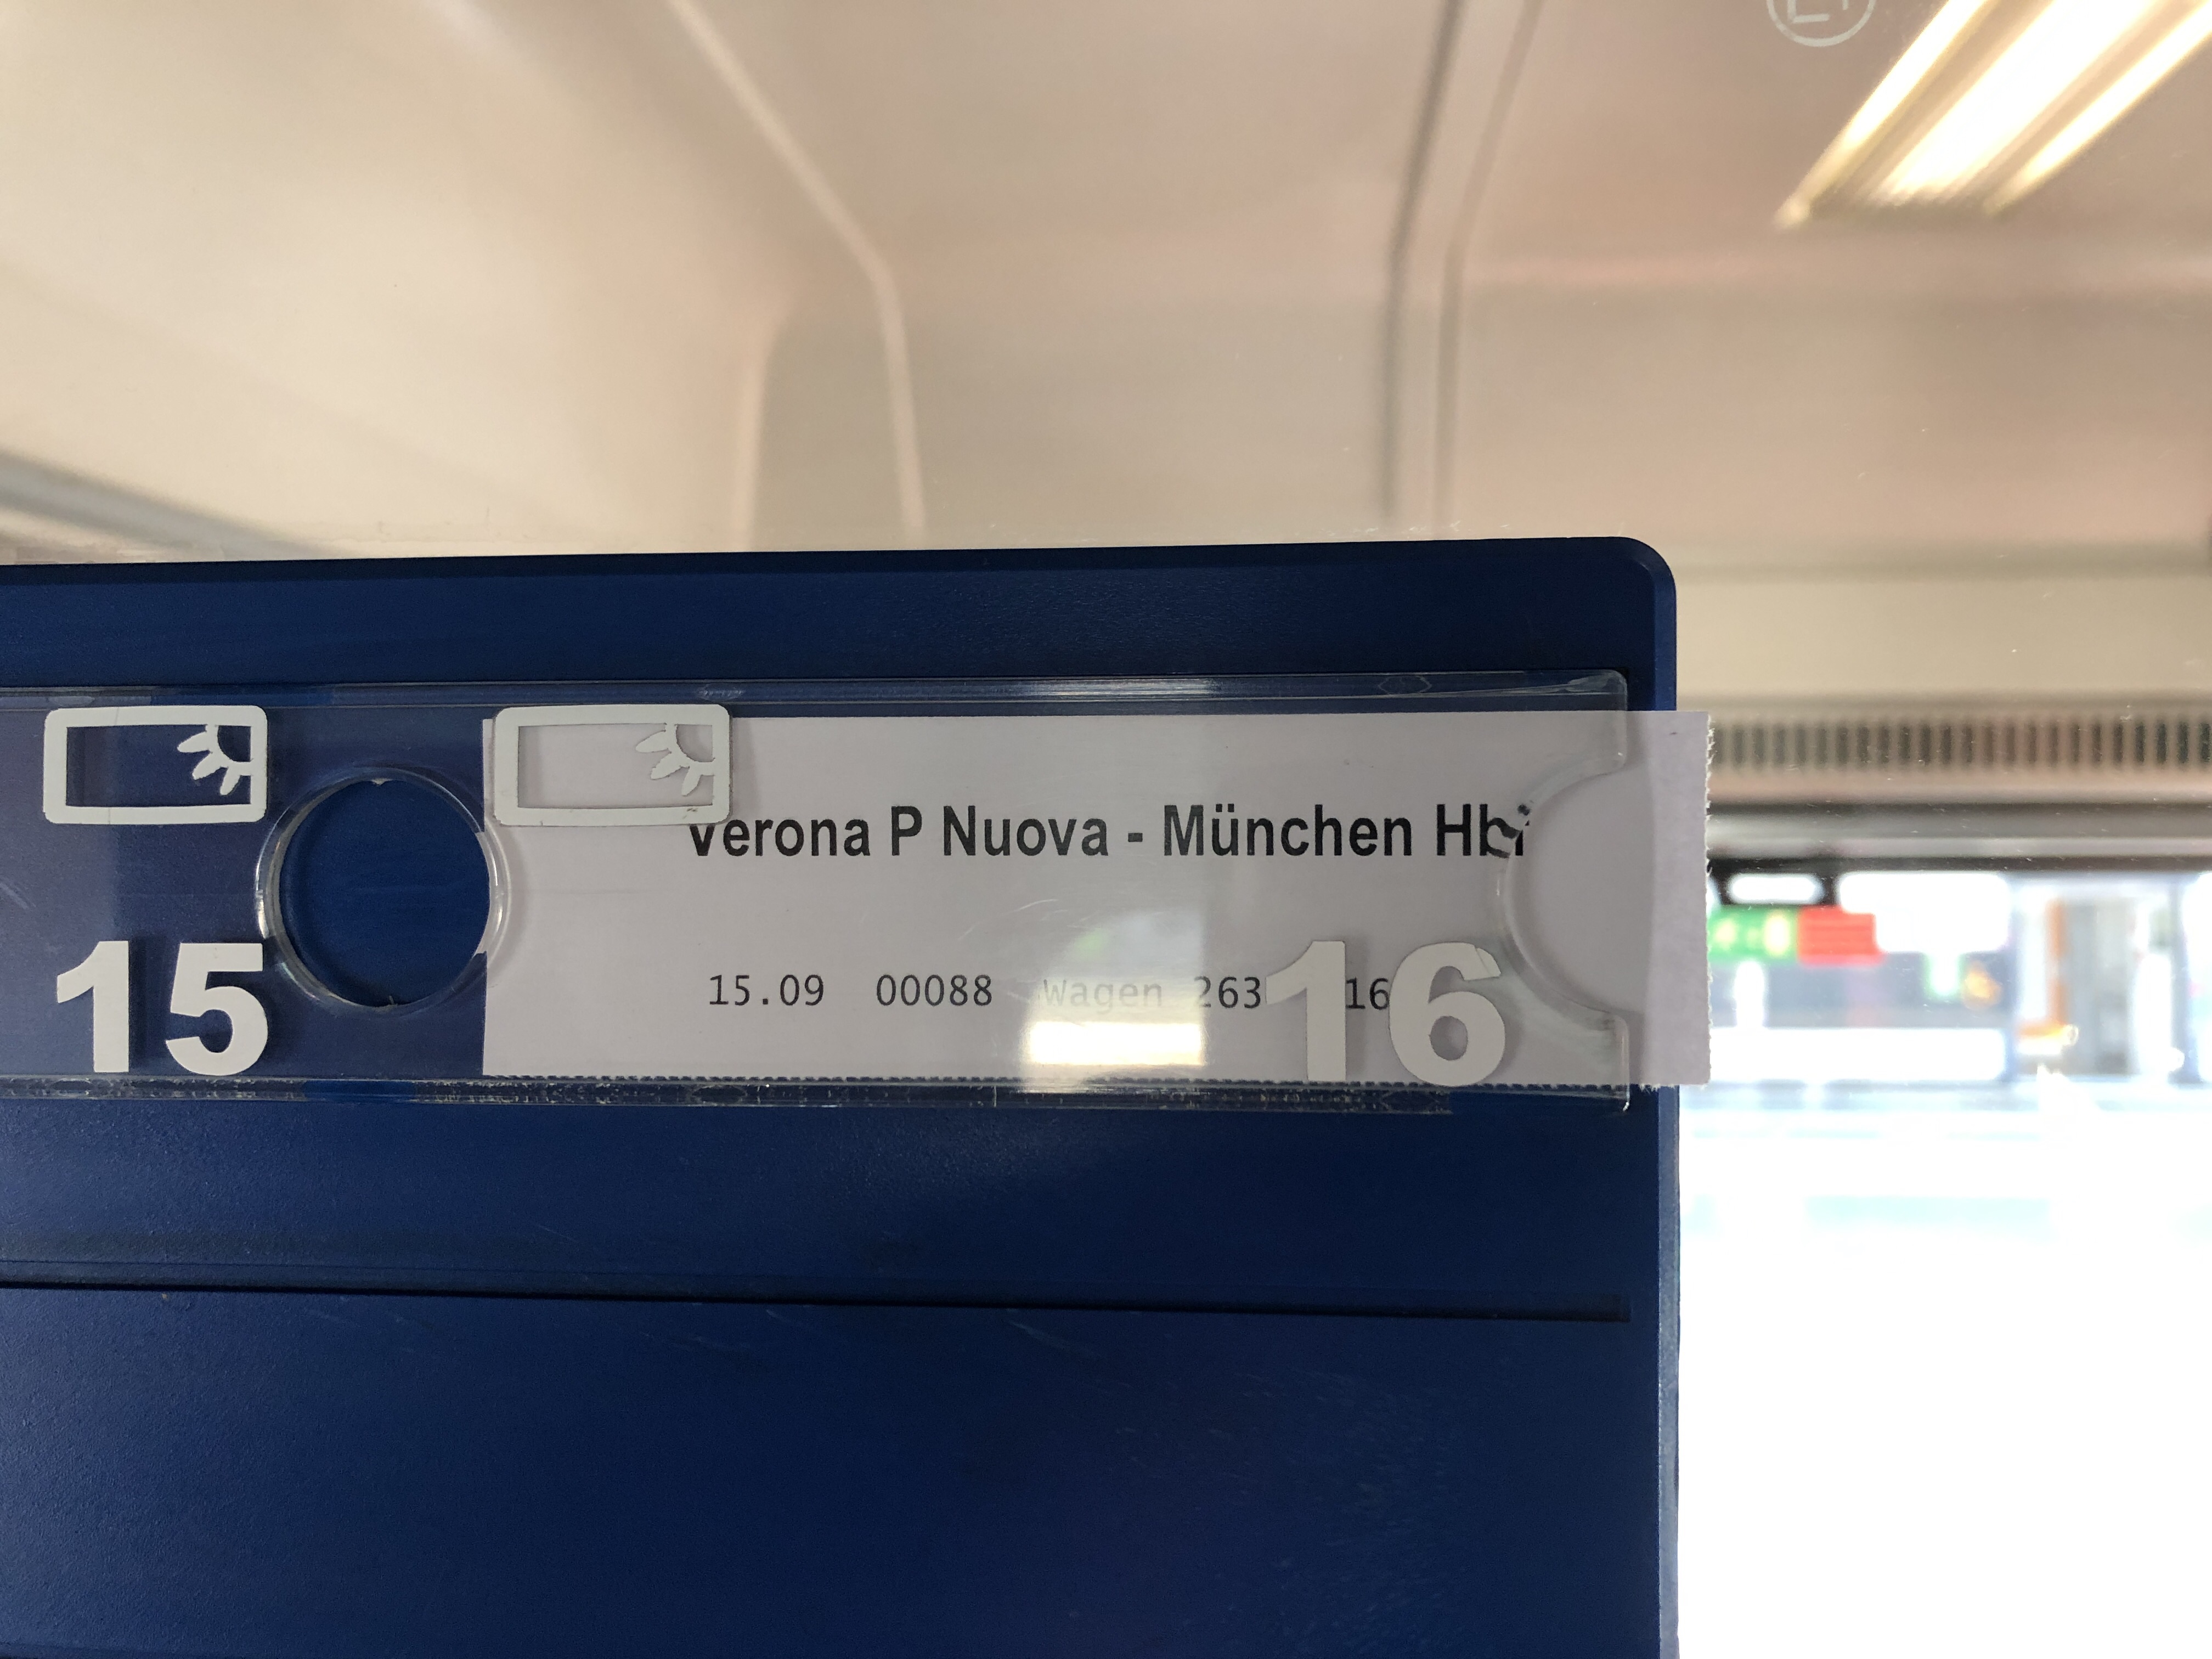 Verona P Nuova - München Hbf
15.09 00088 Wagen 263 16
15
16